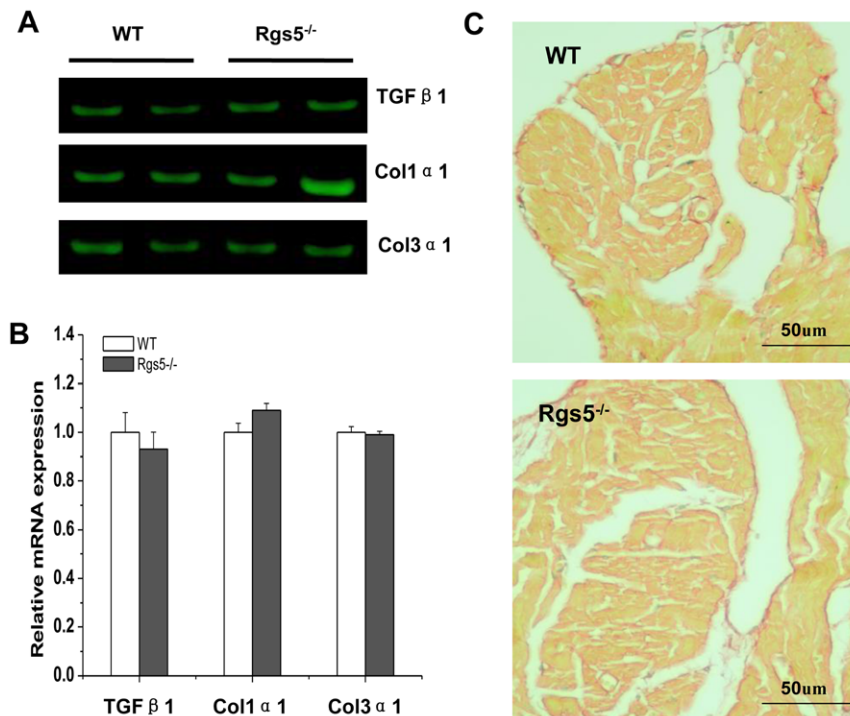 A
WT
Rgs5-/-
TGF β 1
Col1 α 1
Col3 α 1
B
Relative mRNA expression
1.4
1.2
1.0
0.8
0.6
0.4
0.2
0.0
WT
Rgs5-/-
TGF β 1
Col1 α 1
Col3 α 1
C
WT
50um
Rgs5-/-
50um